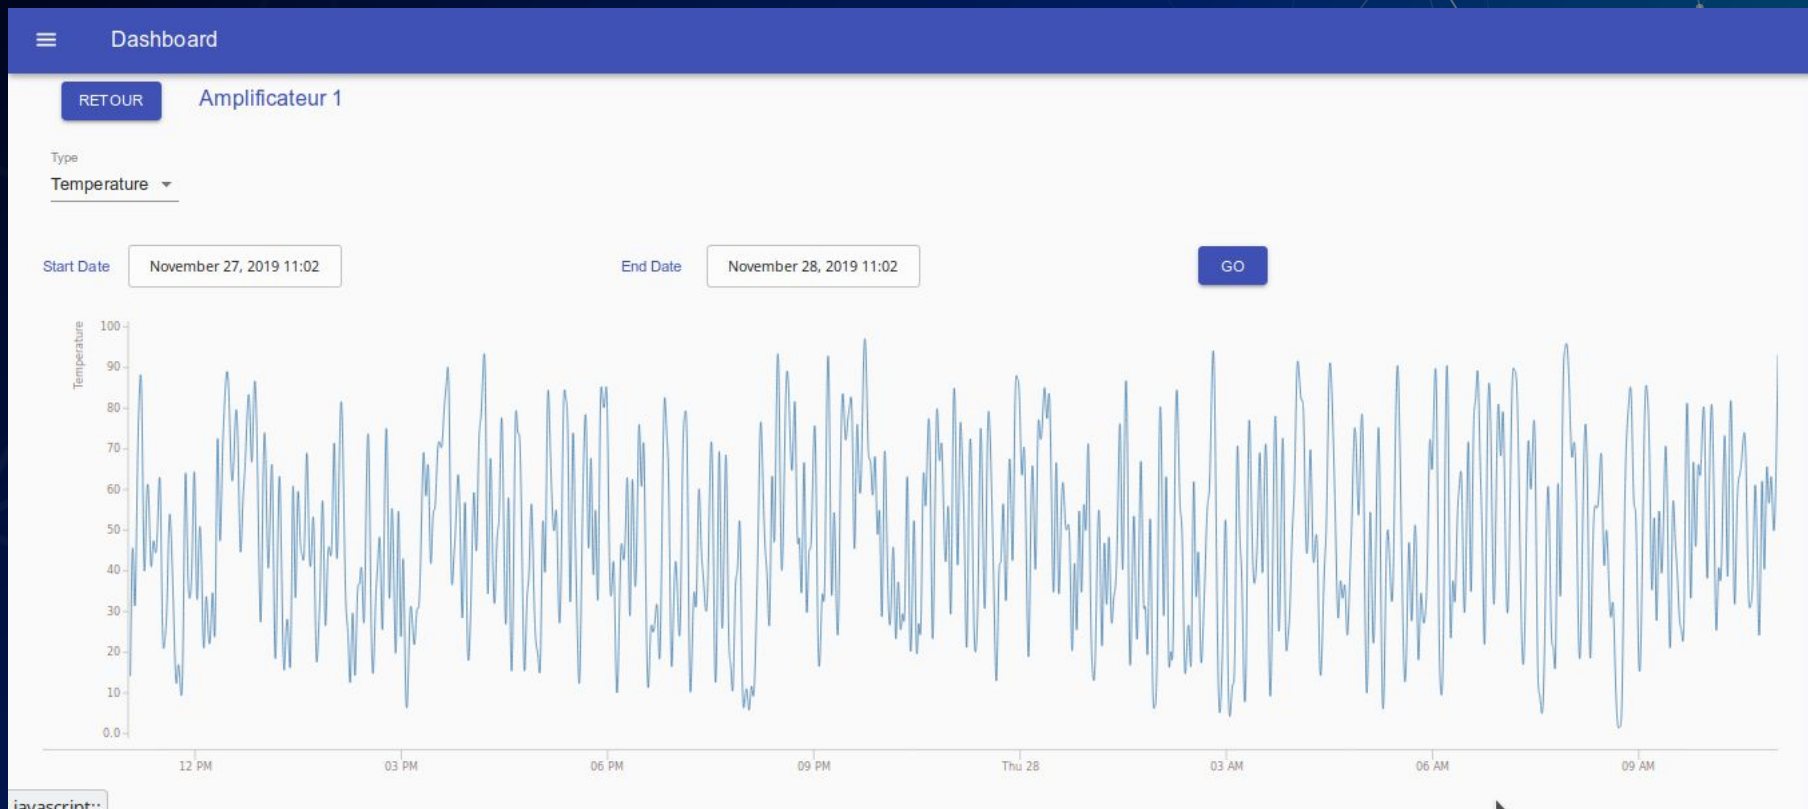 Dashboard
RETOUR Amplificateur 1
Type
Temperature
Start Date November 27, 2019 11:02 End Date November 28, 2019 11:02 GO
Temperature
100
90
80
70
60
50
40
30
20
10
0.0
12 PM 03 PM 06 PM 09 PM Thu 28 03 AM 06 AM 09 AM
javascript:;